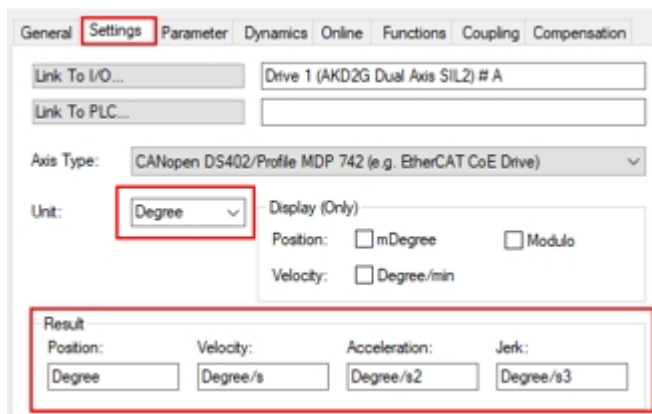 General Settings Parameter Dynamics Online Functions Coupling Compensation
Link To I/O... Drive 1 (AKD2G Dual Axis SIL2) # A
Link To PLC...
Axis Type: CANopen DS402/Profile MDP 742 (e.g. EtherCAT CoE Drive)
Unit: Degree Display (Only)
Position: mDegree Modulo
Velocity: Degree/min
Result
Position: Velocity: Acceleration: Jerk:
Degree Degree/s Degree/s2 Degree/s3